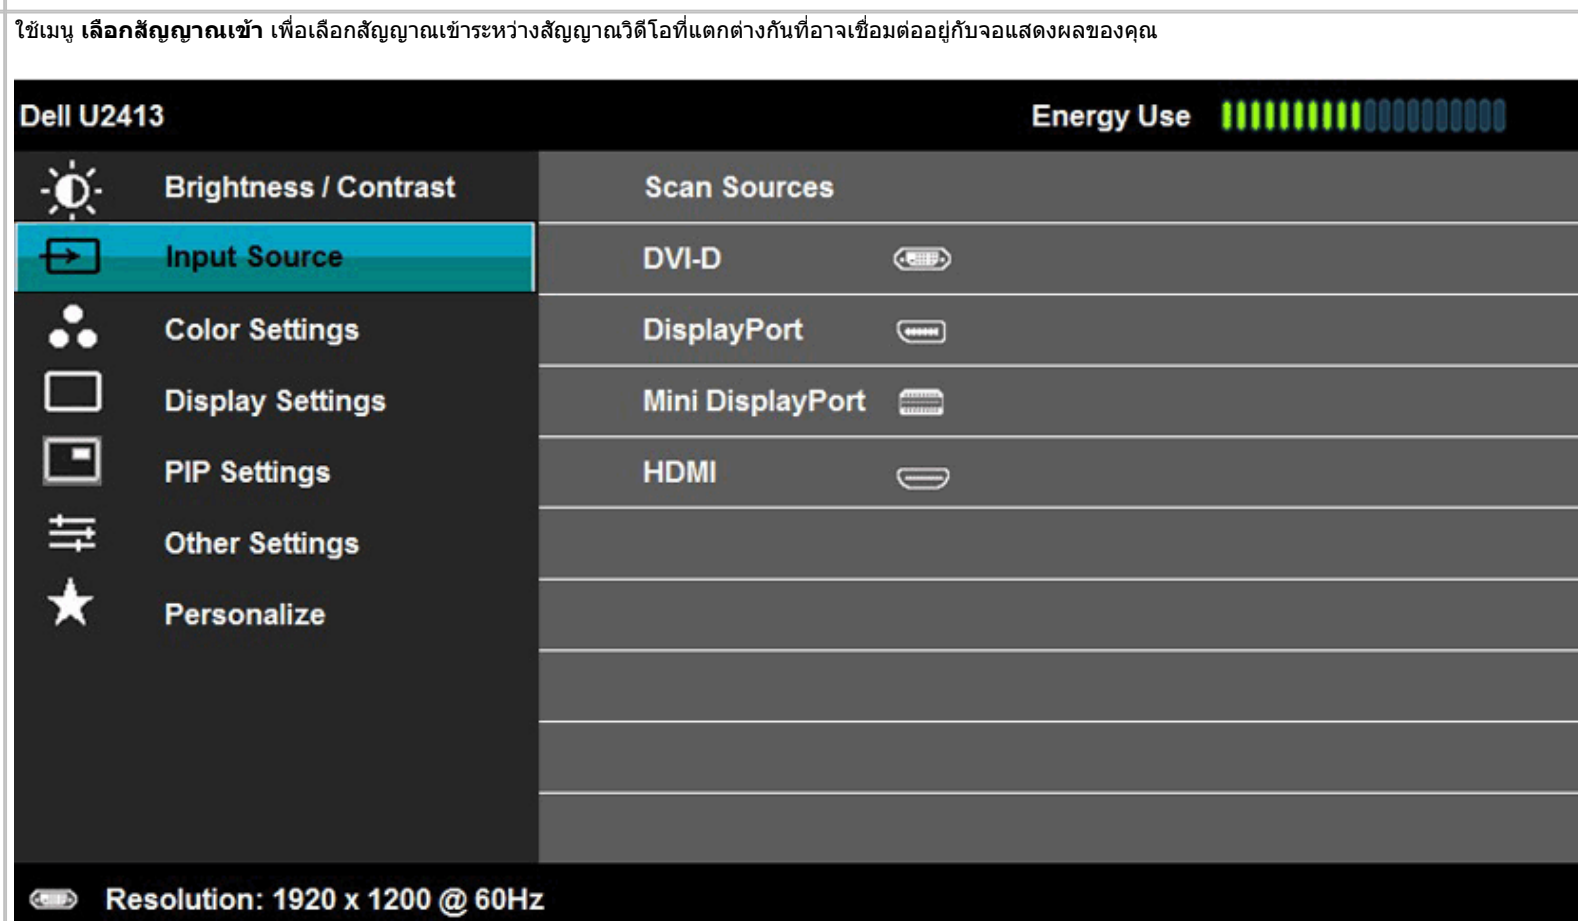 ใช้เมนู เลือกสัญญาณเข้า เพื่อเลือกสัญญาณเข้าระหว่างสัญญาณวิดีโอที่แตกต่างกันที่อาจเชื่อมต่ออยู่กับจอแสดงผลของคุณ
Dell U2413 Energy Use
Brightness / Contrast Scan Sources
Input Source DVI-D
Color Settings DisplayPort
Display Settings Mini DisplayPort
PIP Settings HDMI
Other Settings
Personalize
Resolution: 1920 x 1200 @ 60Hz